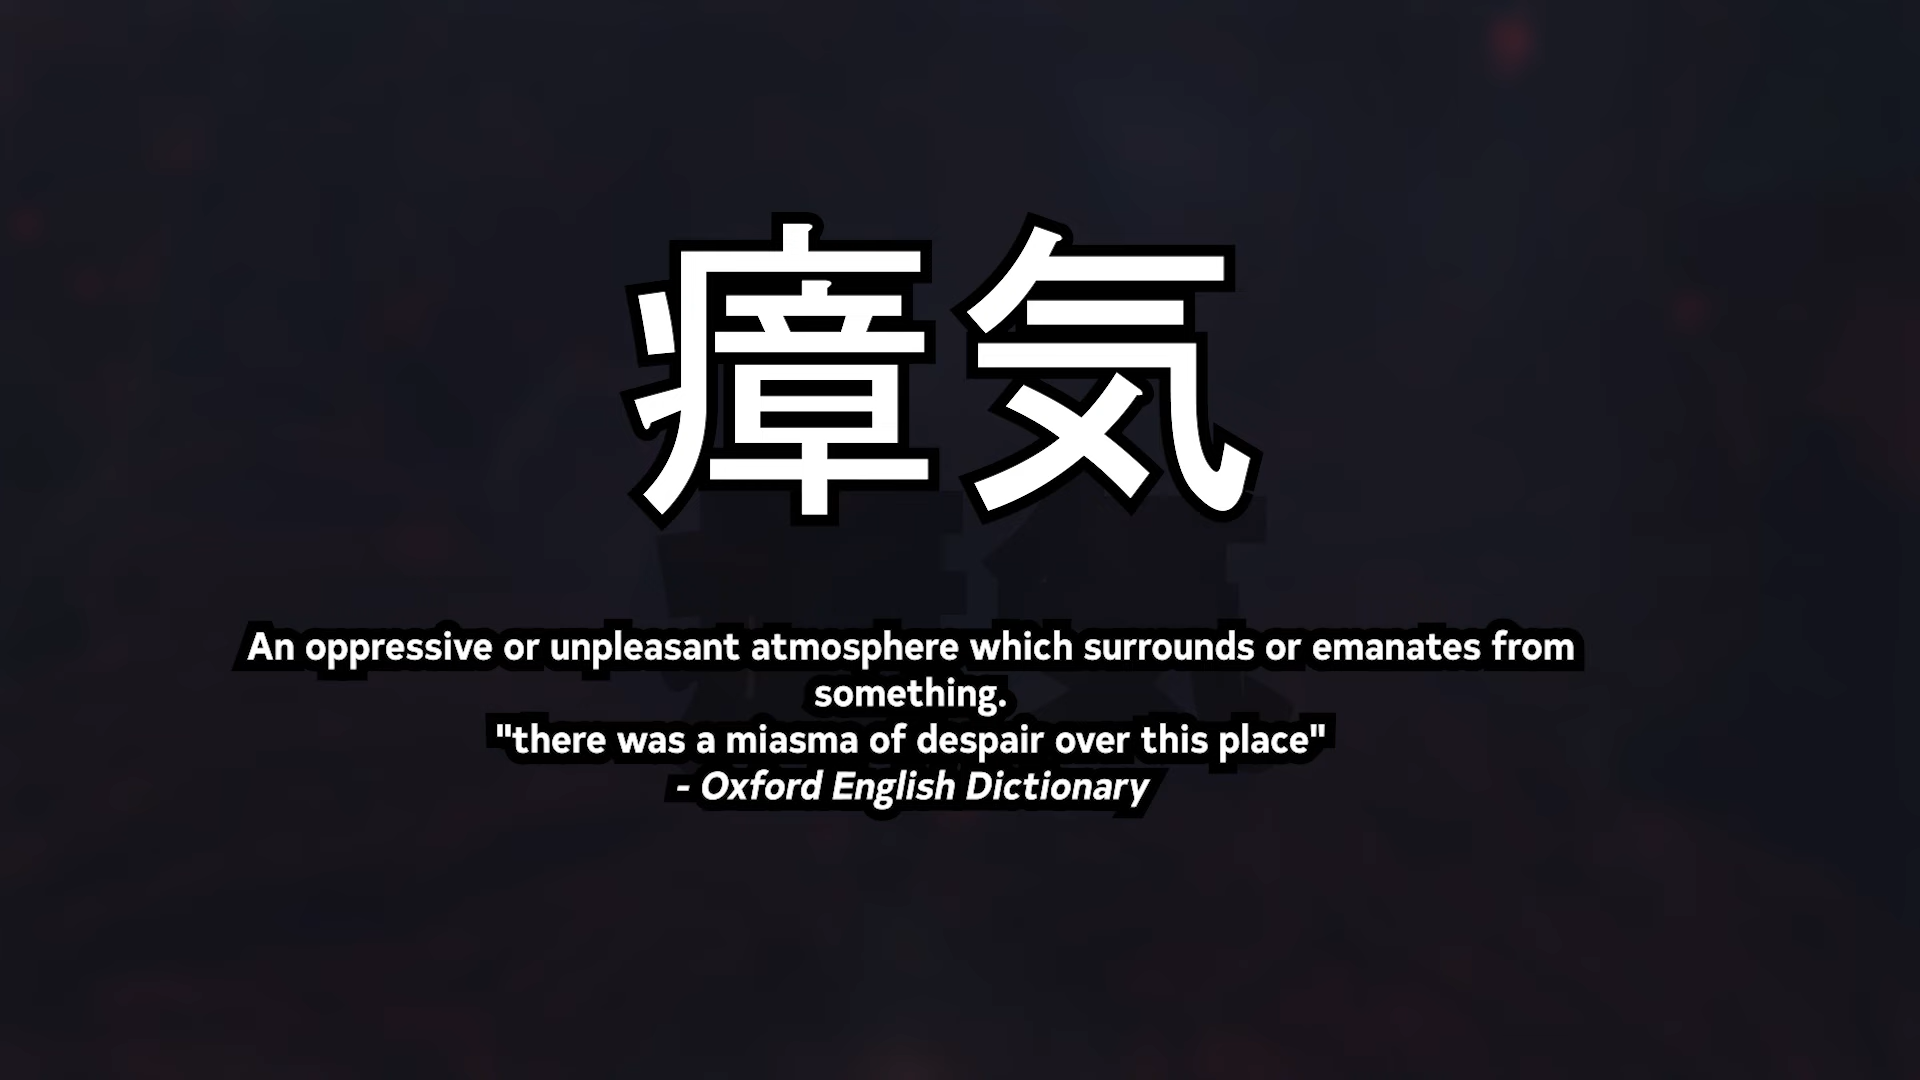 瘴気
An oppressive or unpleasant atmosphere which surrounds or emanates from
something.
"there was a miasma of despair over this place"
- Oxford English Dictionary